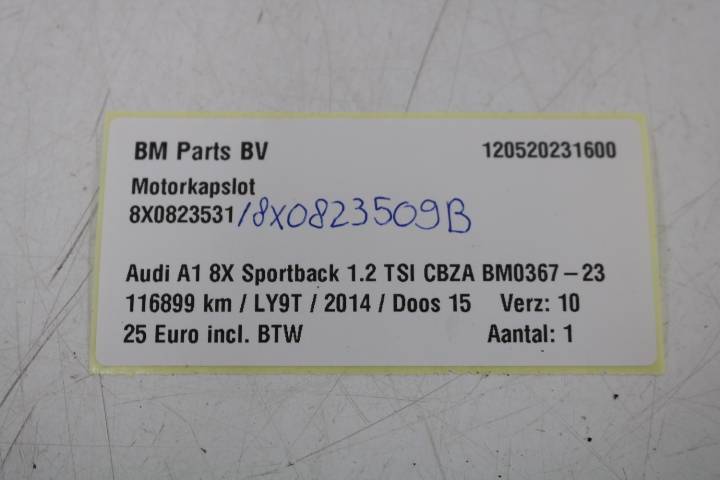 BM Parts BV 120520231600
Motorkapslot
8X0823531/8X0823509B
Audi A1 8X Sportback 1.2 TSI CBZA BM0367-23
116899 km / LY9T / 2014 / Doos 15 Verz: 10
25 Euro incl. BTW Aantal: 1